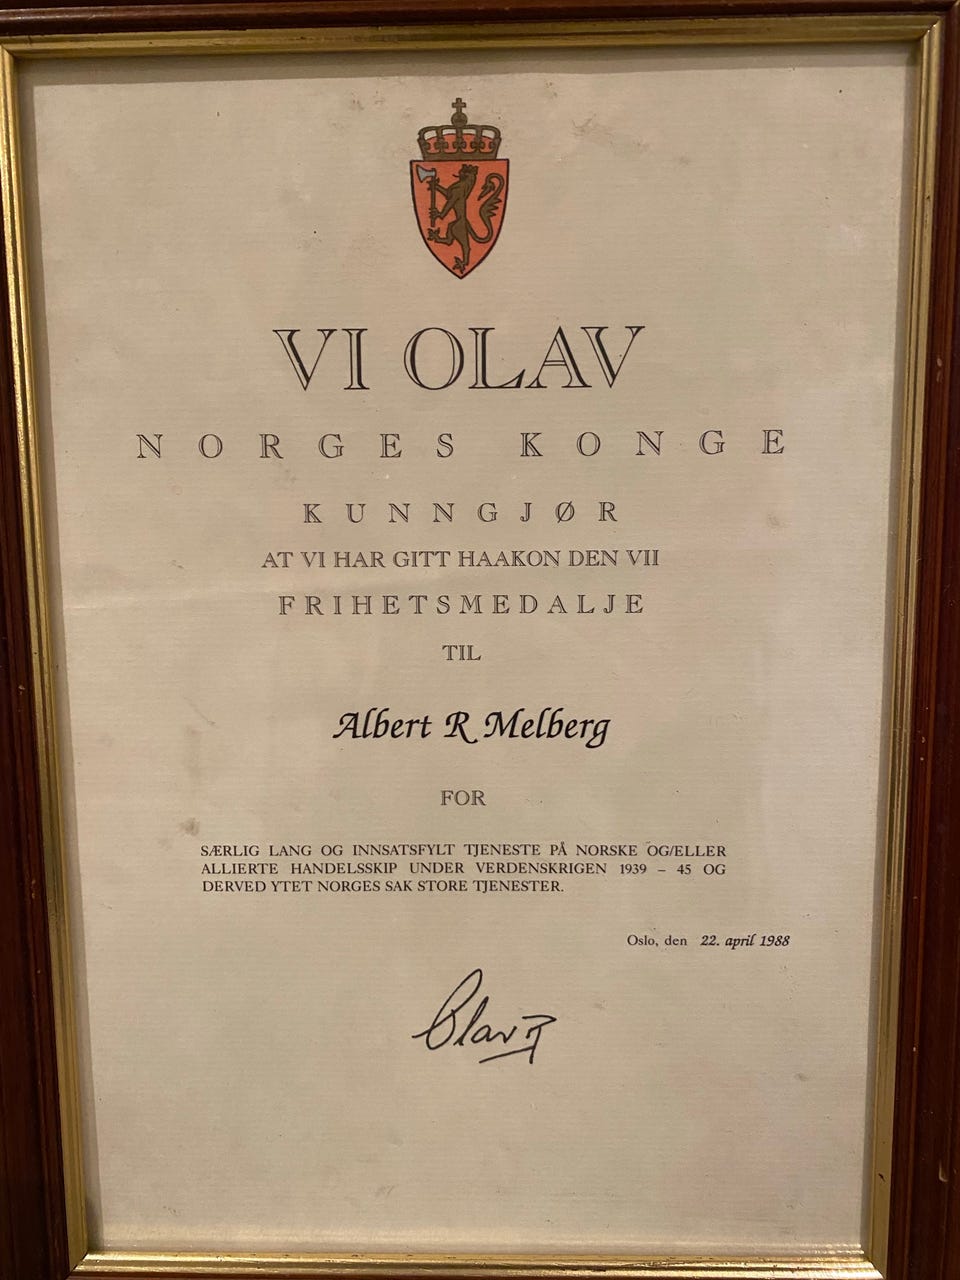 VI OLAV
NORGES KONGE
KUNNGJØR
AT VI HAR GITT HAAKON DEN VII
FRIHETSMEDALJE
TIL
Albert R Melberg
FOR
SÆRLIG LANG OG INNSATSFYLT TJENESTE PÅ NORSKE OG/ELLER
ALLIERTE HANDELSSKIP UNDER VERDENSKRIGEN 1939 – 45 OG
DERVED YTET NORGES SAK STORE TJENESTER.
Oslo, den 22. april 1988
Olav R